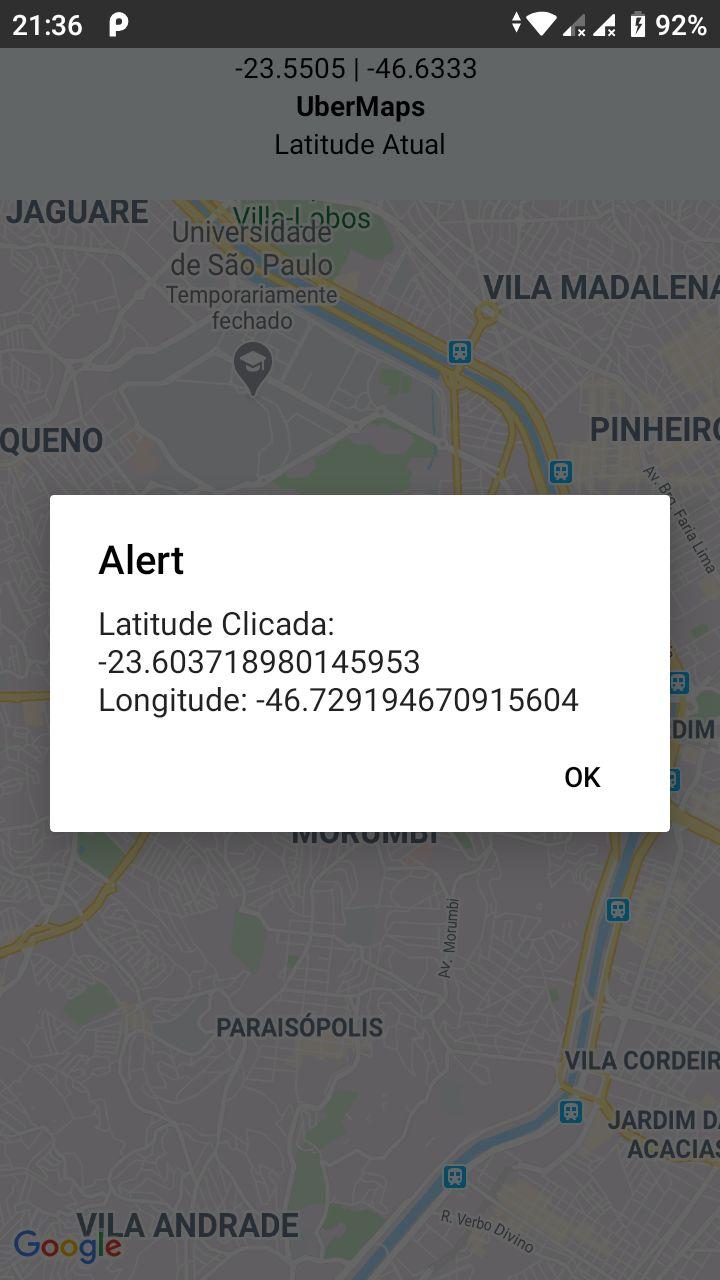 21:36 92%
-23.5505 | -46.6333
UberMaps
Latitude Atual
JAGUARÉ
Villa-Lobos
Universidade
de São Paulo
Temporariamente
fechado
VILA MADALENA
QUENO
PINHEIRO
Av. Brg. Faria Lima
Alert
Latitude Clicada:
-23.603718980145953
Longitude: -46.729194670915604
OK
DIM
MORUMBI
Av. Morumbi
PARAISÓPOLIS
VILA CORDEIR
JARDIM DA
ACACIAS
R. Verbo Divino
VILA ANDRADE
Google